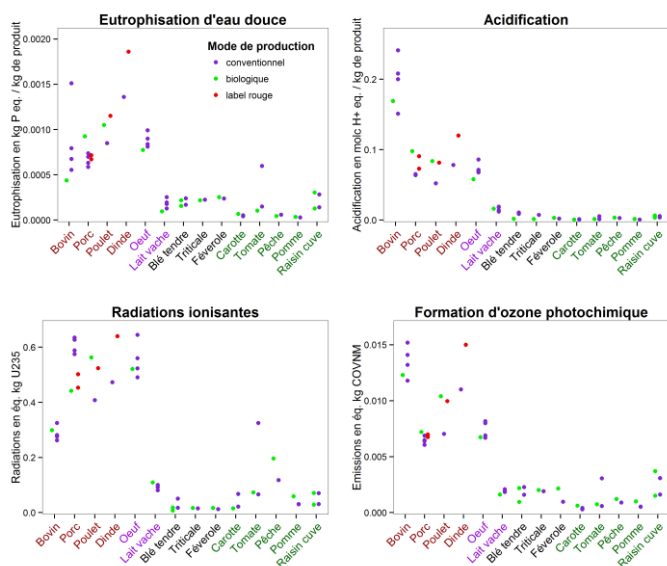 Eutrophisation d'eau douce
Eutrophisation en kg P eq. / kg de produit
0.0020
0.0015
0.0010
0.0005
0.0000
Mode de production
conventionnel
biologique
label rouge
Bovin
Porc
Poulet
Dinde
Oeuf
Lait vache
Blé tendre
Triticale
Féverole
Carotte
Tomate
Pêche
Pomme
Raisin cuve
Acidification
Acidification en molc H+ eq. / kg de produit
0.2
0.1
0.0
Bovin
Porc
Poulet
Dinde
Oeuf
Lait vache
Blé tendre
Triticale
Féverole
Carotte
Tomate
Pêche
Pomme
Raisin cuve
Radiations ionisantes
Radiations en éq. kg U235
0.6
0.4
0.2
0.0
Bovin
Porc
Poulet
Dinde
Oeuf
Lait vache
Blé tendre
Triticale
Féverole
Carotte
Tomate
Pêche
Pomme
Raisin cuve
Formation d'ozone photochimique
Emissions en éq. kg COVNM
0.015
0.010
0.005
0.000
Bovin
Porc
Poulet
Dinde
Oeuf
Lait vache
Blé tendre
Triticale
Féverole
Carotte
Tomate
Pêche
Pomme
Raisin cuve